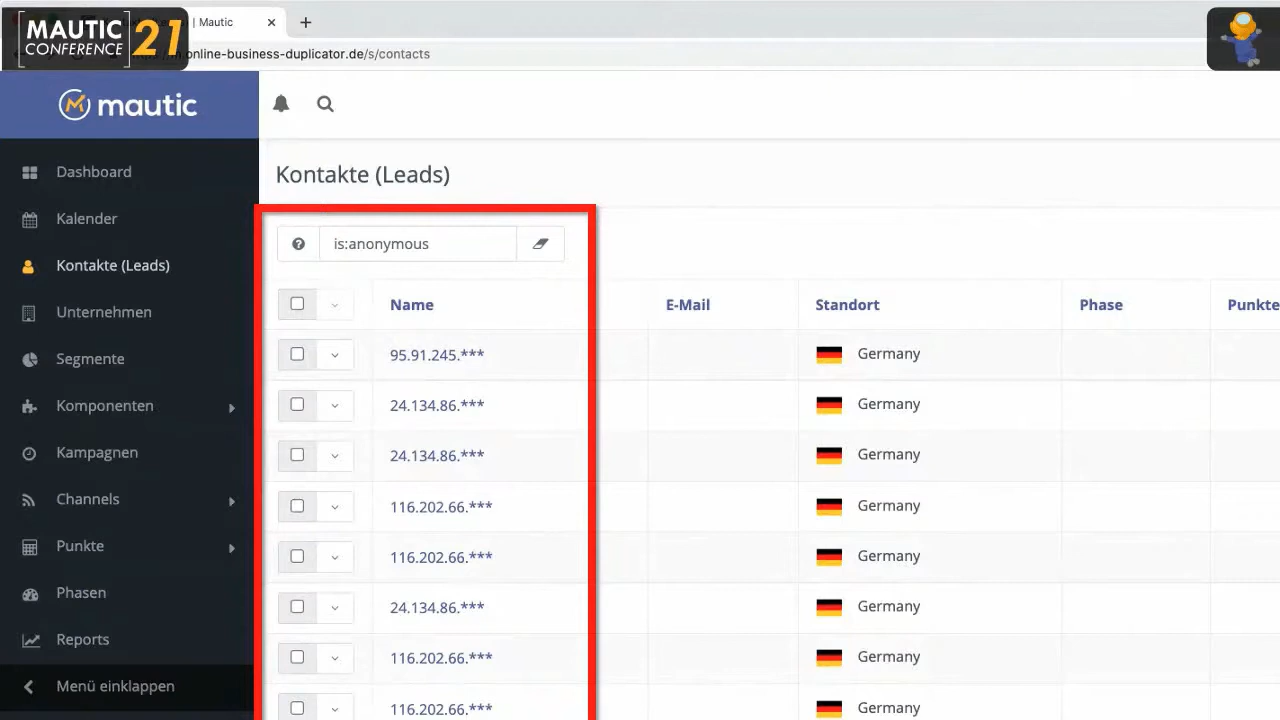 MAUTIC
CONFERENCE
21
| Mautic
online-business-duplicator.de/s/contacts
mautic
Dashboard
Kalender
Kontakte (Leads)
Unternehmen
Segmente
Komponenten
Kampagnen
Channels
Punkte
Phasen
Reports
Menü einklappen
Kontakte (Leads)
is:anonymous
Name E-Mail Standort Phase Punkte
95.91.245.*** Germany
24.134.86.*** Germany
24.134.86.*** Germany
116.202.66.*** Germany
116.202.66.*** Germany
24.134.86.*** Germany
116.202.66.*** Germany
116.202.66.*** Germany